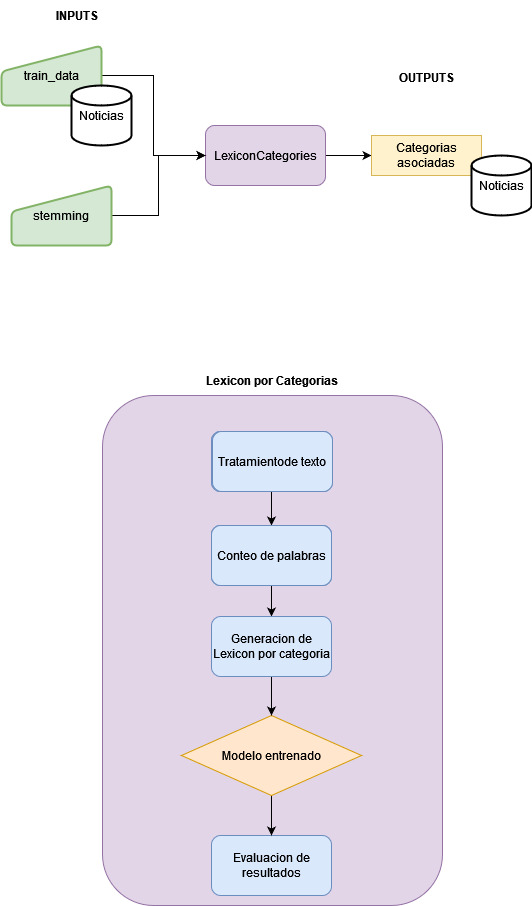 INPUTS
train_data
Noticias
stemming
LexiconCategories
OUTPUTS
Categorias
asociadas
Noticias
Lexicon por Categorias
Tratamientode texto
Conteo de palabras
Generacion de
Lexicon por categoria
Modelo entrenado
Evaluacion de
resultados